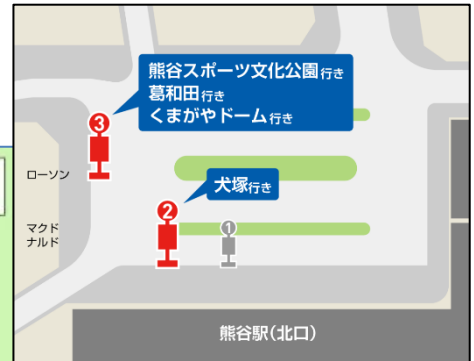 熊谷スポーツ文化公園行き
葛和田行き
くまがやドーム行き
3
ローソン
犬塚行き
2
1
マクド
ナルド
熊谷駅(北口)